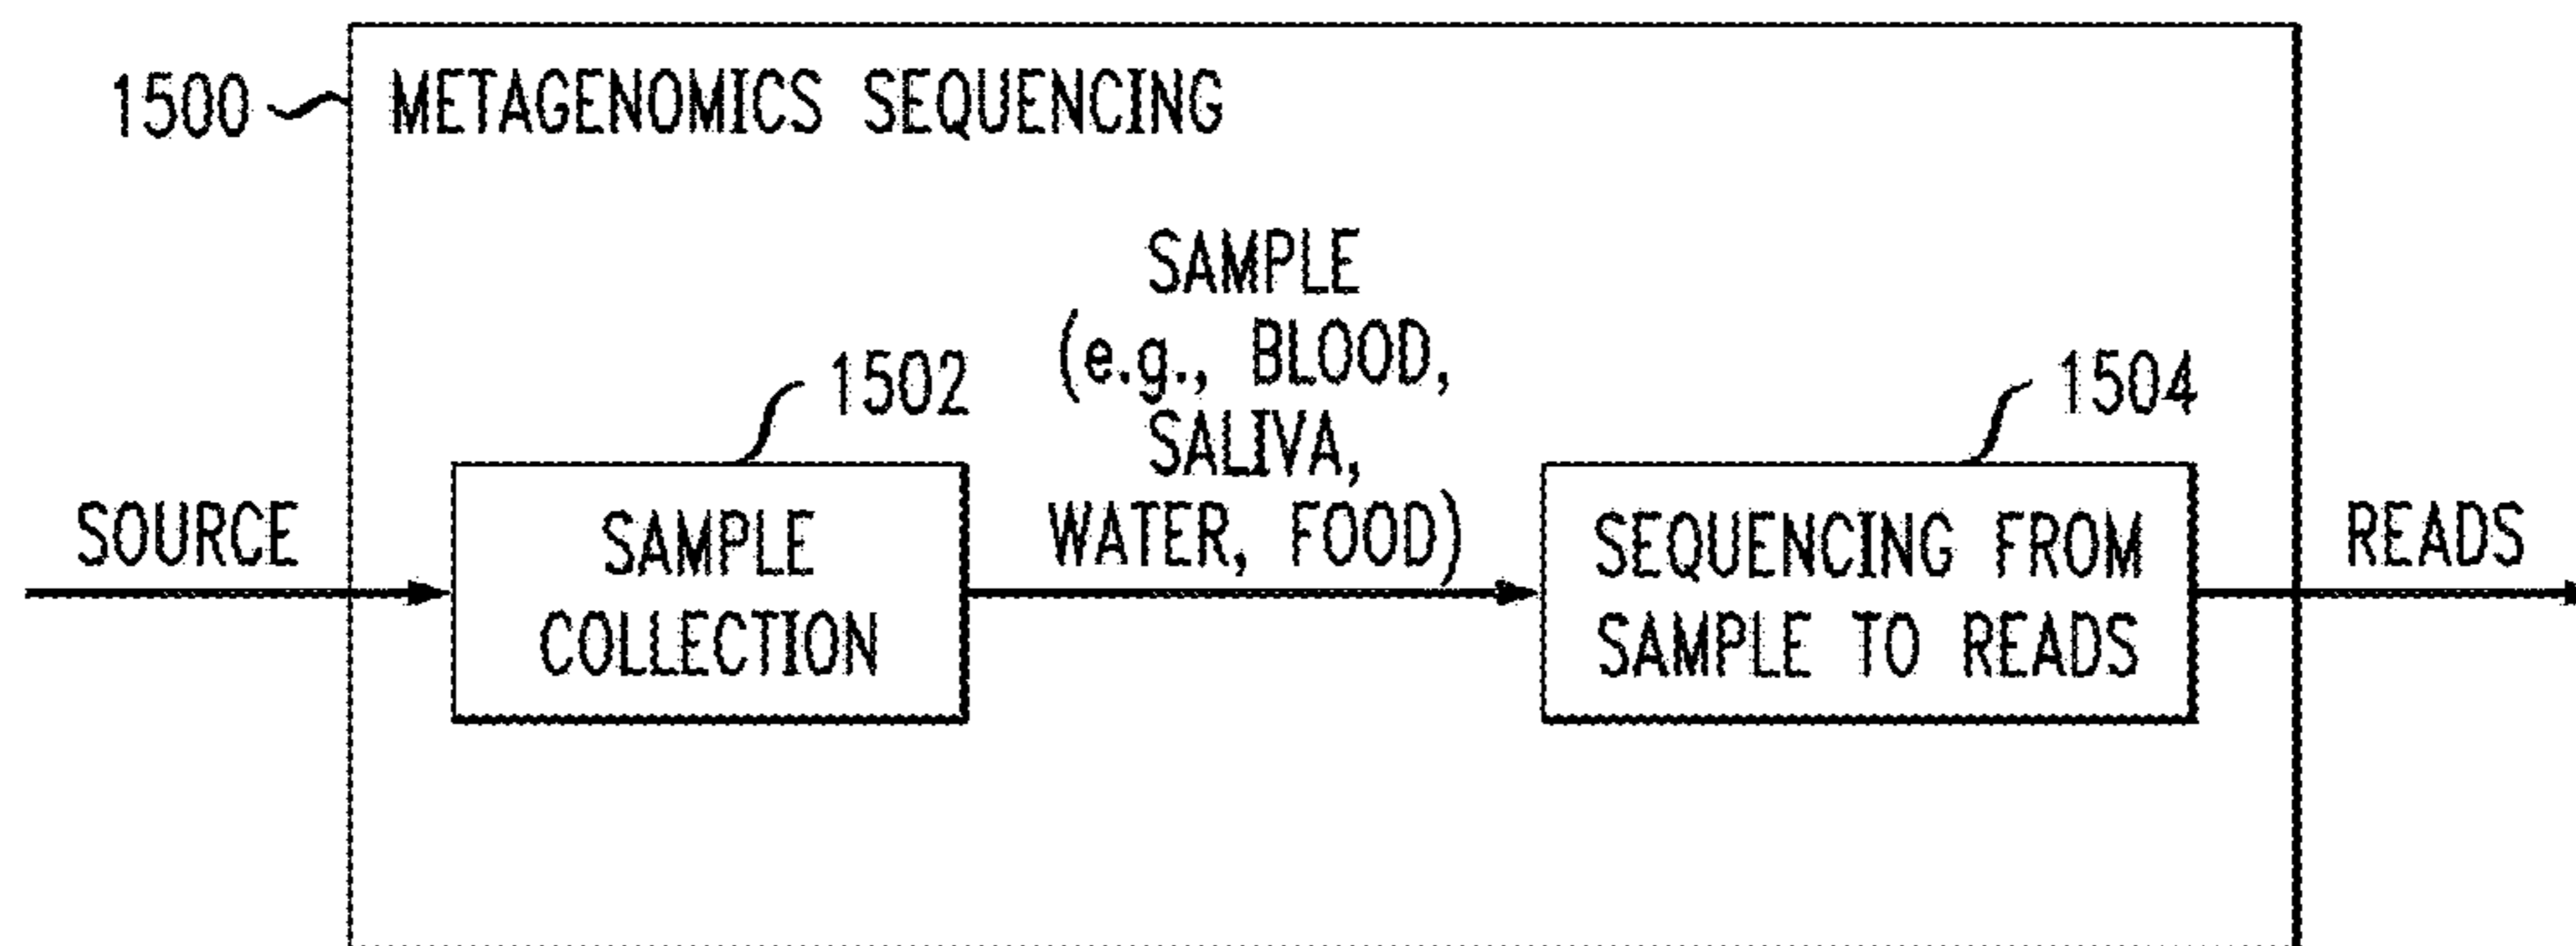 1500
METAGENOMICS SEQUENCING
SAMPLE
(e.g., BLOOD,
SALIVA,
WATER, FOOD)
1502
1504
SOURCE
SAMPLE
COLLECTION
SEQUENCING FROM
SAMPLE TO READS
READS